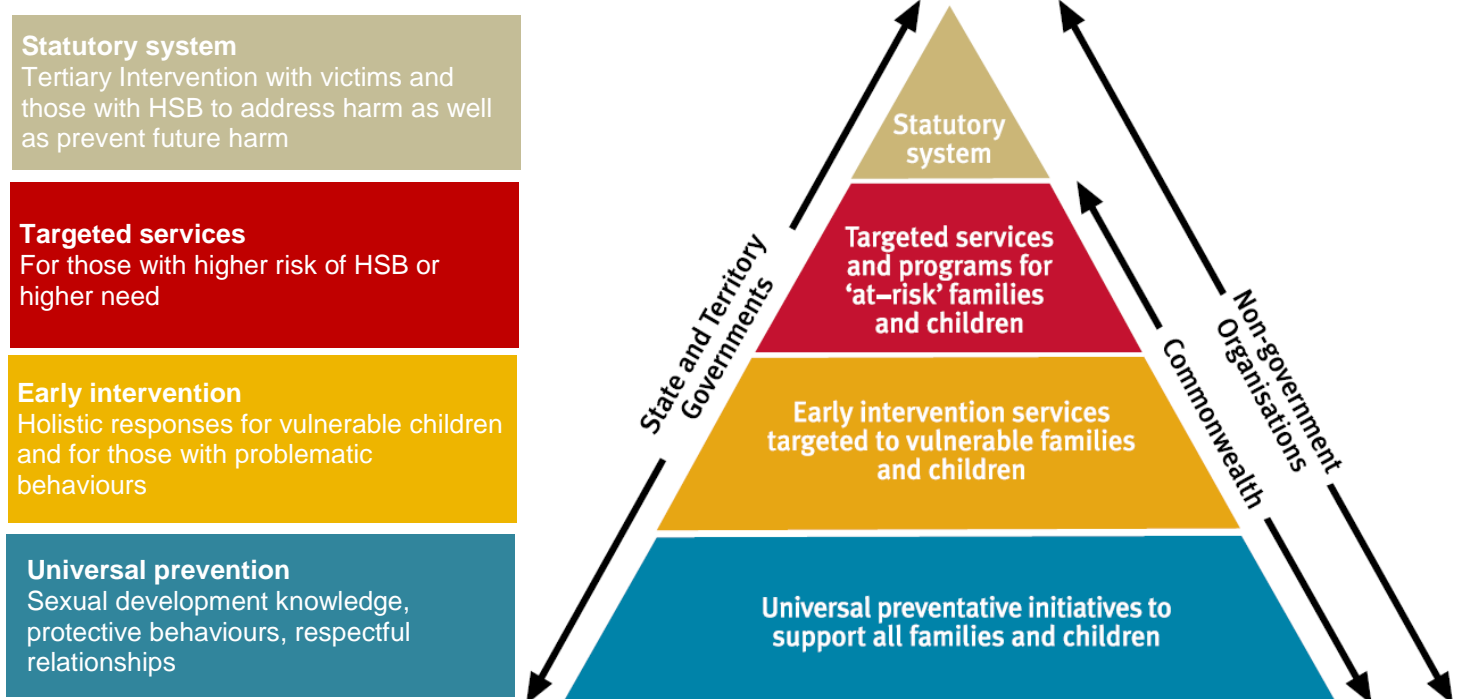 Statutory system
Tertiary Intervention with victims and
those with HSB to address harm as well
as prevent future harm
Targeted services
For those with higher risk of HSB or
higher need
Early intervention
Holistic responses for vulnerable children
and for those with problematic
behaviours
Universal prevention
Sexual development knowledge,
protective behaviours, respectful
relationships
Statutory
system
Targeted services
and programs for
‘at–risk’ families
and children
Early intervention services
targeted to vulnerable families
and children
Universal preventative initiatives to
support all families and children
State and Territory
Governments
Commonwealth
Non-government
Organisations